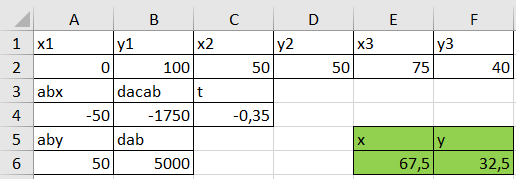 A B C D E F
1 x1 y1 x2 y2 x3 y3
2 0 100 50 50 75 40
3 abx dacab t
4 -50 -1750 -0,35
5 aby dab x y
6 50 5000 67,5 32,5